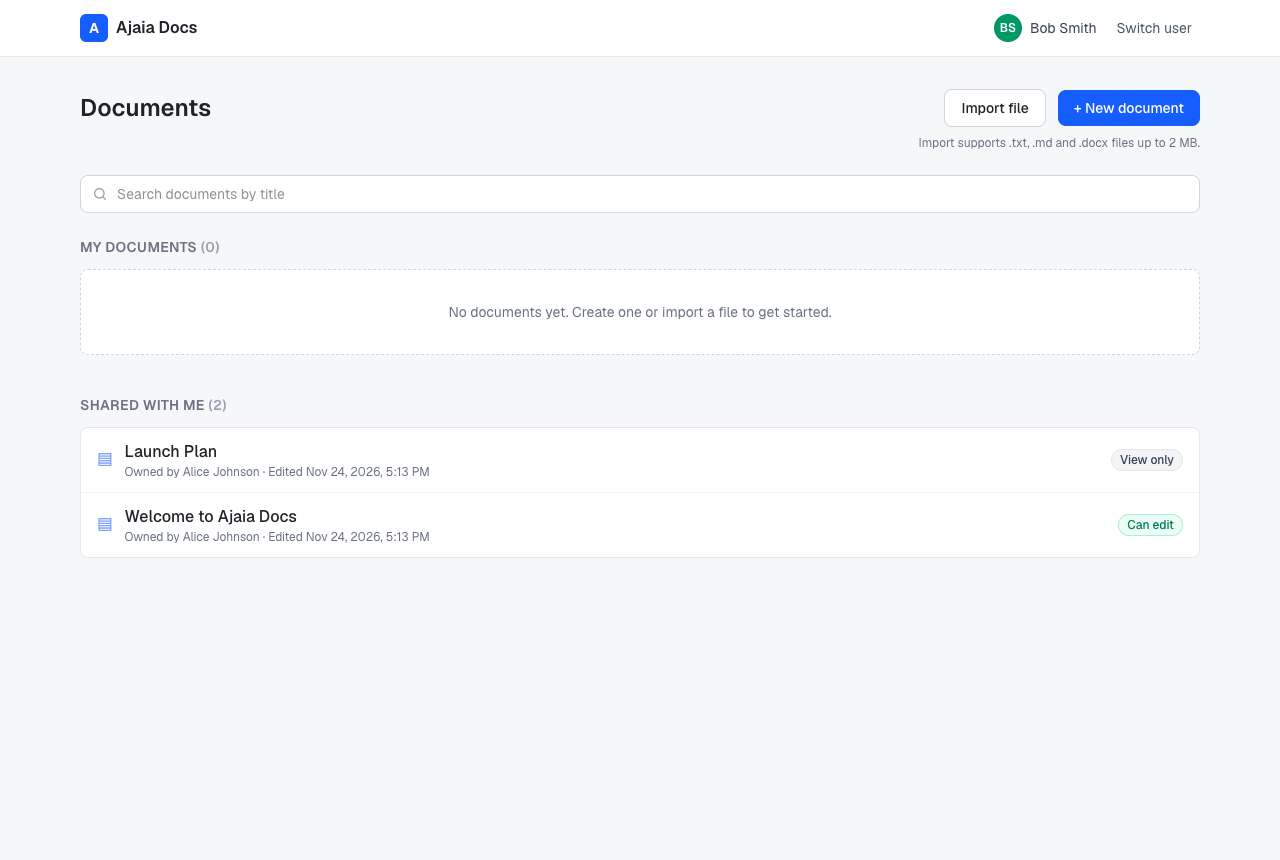 A Ajaia Docs
BS Bob Smith Switch user
Documents
Import file
+ New document
Import supports .txt, .md and .docx files up to 2 MB.
Search documents by title
MY DOCUMENTS (0)
No documents yet. Create one or import a file to get started.
SHARED WITH ME (2)
Launch Plan
Owned by Alice Johnson · Edited Nov 24, 2026, 5:13 PM
View only
Welcome to Ajaia Docs
Owned by Alice Johnson · Edited Nov 24, 2026, 5:13 PM
Can edit